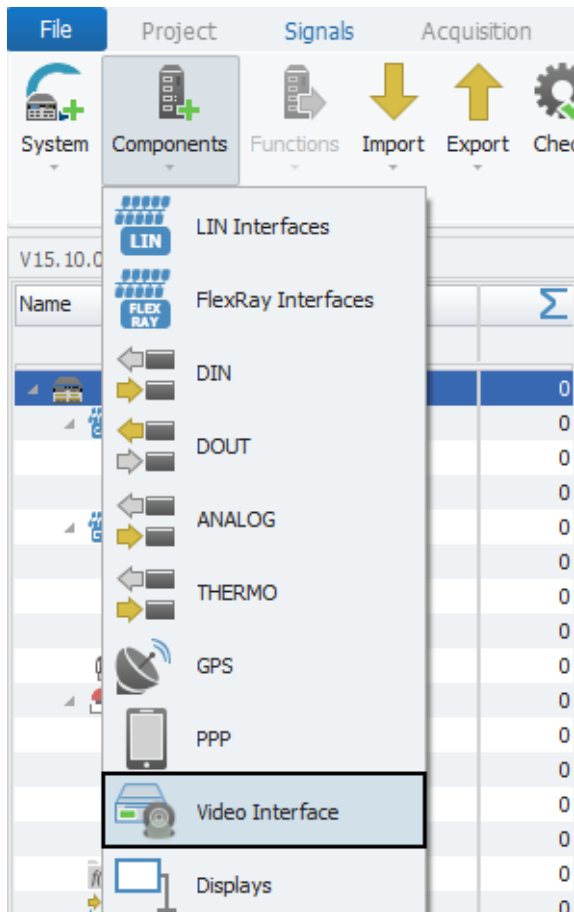 File Project Signals Acquisition
System Components Functions Import Export
LIN Interfaces
LIN
V15.10.0
FlexRay Interfaces
FLEX
RAY
Name Σ
DIN
0
0
DOUT
0
0
ANALOG
0
0
THERMO
0
0
GPS
0
0
PPP
0
0
Video Interface
0
0
Displays
0
0